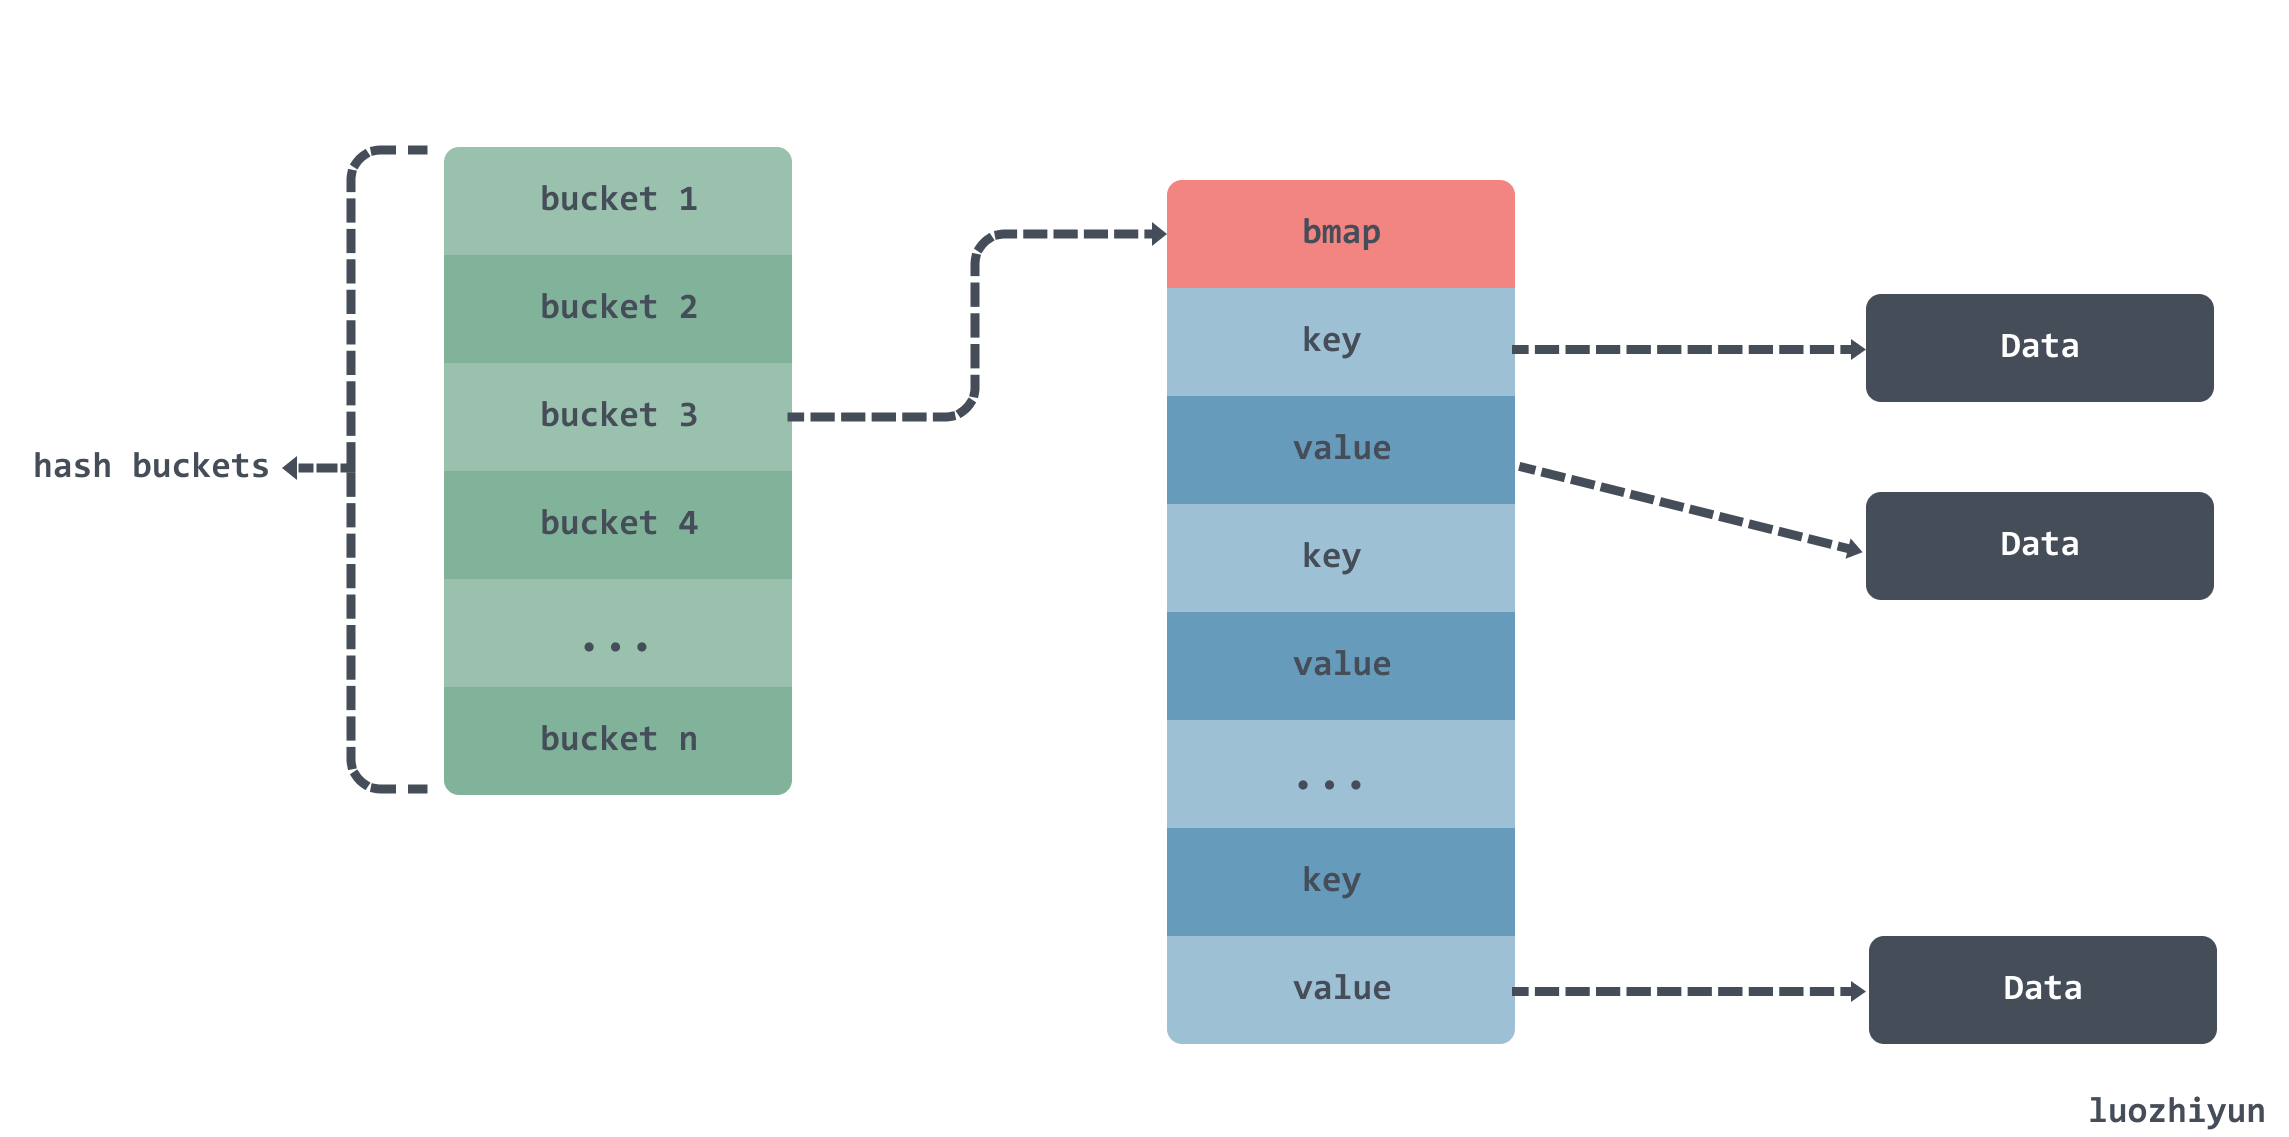 hash buckets
bucket 1
bucket 2
bucket 3
bucket 4
...
bucket n
bmap
key
value
key
value
...
key
value
Data
Data
Data
luozhiyun